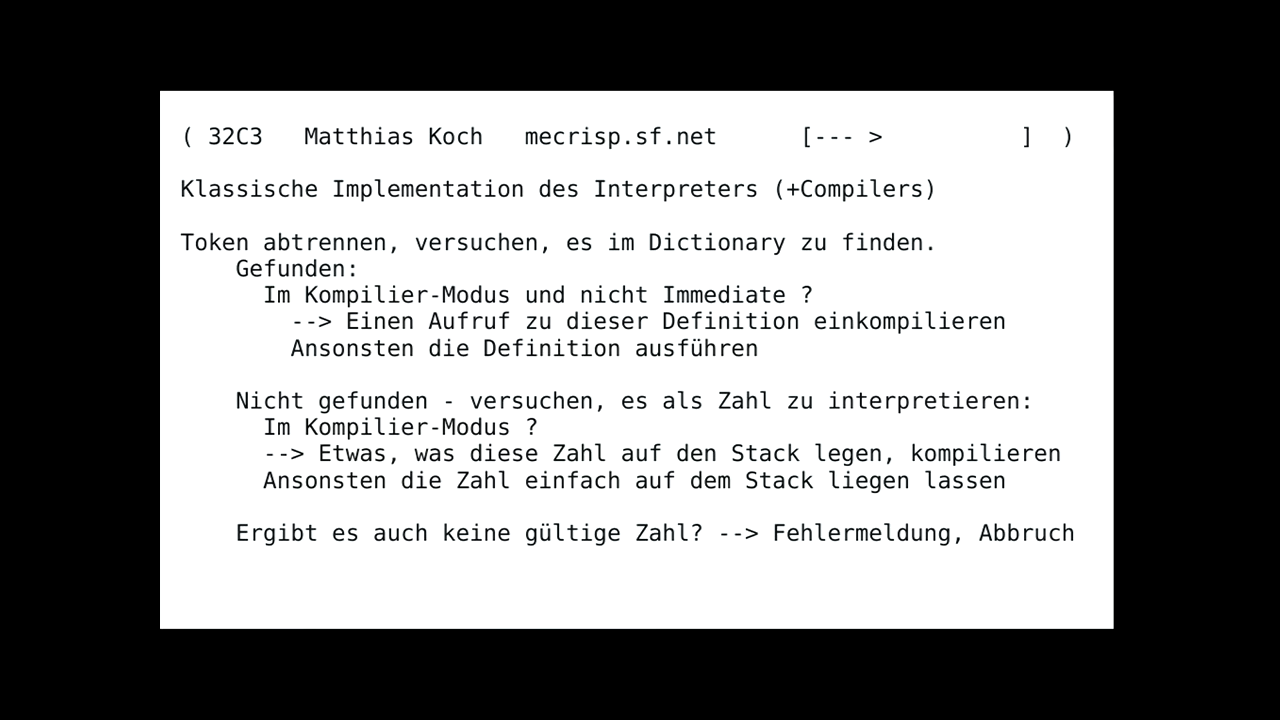 ( 32C3   Matthias Koch   mecrisp.sf.net      [--- >          ]  )
Klassische Implementation des Interpreters (+Compilers)
Token abtrennen, versuchen, es im Dictionary zu finden.
Gefunden:
Im Kompilier-Modus und nicht Immediate ?
--> Einen Aufruf zu dieser Definition einkompilieren
Ansonsten die Definition ausführen
Nicht gefunden - versuchen, es als Zahl zu interpretieren:
Im Kompilier-Modus ?
--> Etwas, was diese Zahl auf den Stack legen, kompilieren
Ansonsten die Zahl einfach auf dem Stack liegen lassen
Ergibt es auch keine gültige Zahl? --> Fehlermeldung, Abbruch